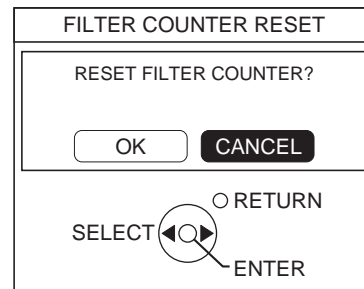 FILTER COUNTER RESET
RESET FILTER COUNTER?
OK CANCEL
RETURN
SELECT
ENTER